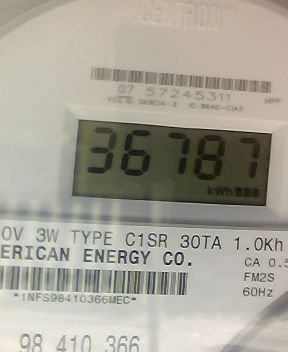 CENTRON®
07 57245311
36787
kWh
0V 3W TYPE C1SR 30TA 1.0Kh
ERICAN ENERGY CO.
CA 0.5
FM2S
*1NFS98410366MEC*
60Hz
98 410 366